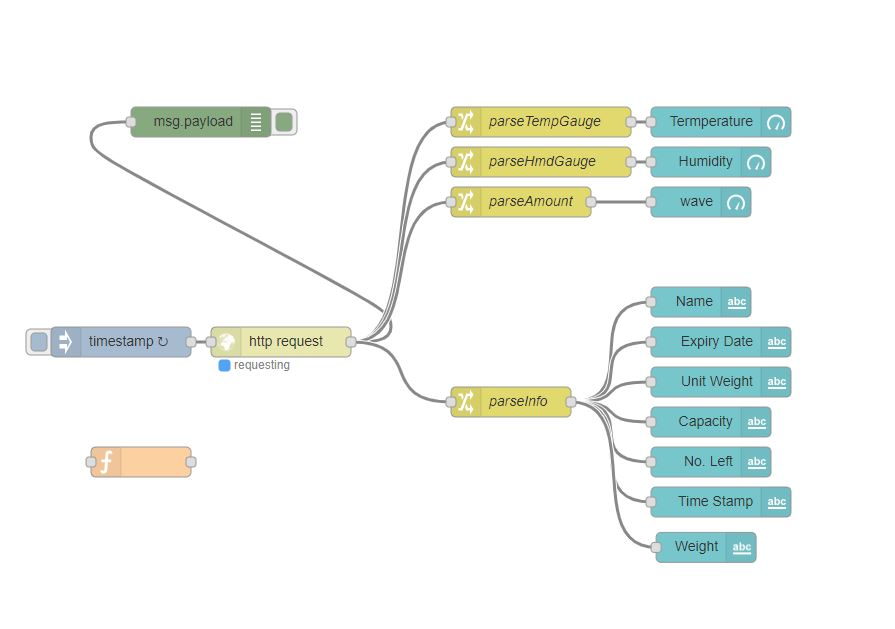 msg.payload
parseTempGauge
Termperature
parseHmdGauge
Humidity
parseAmount
wave
timestamp ↻
http request
requesting
parseInfo
Name
abc
Expiry Date
abc
Unit Weight
abc
Capacity
abc
No. Left
abc
Time Stamp
abc
Weight
abc